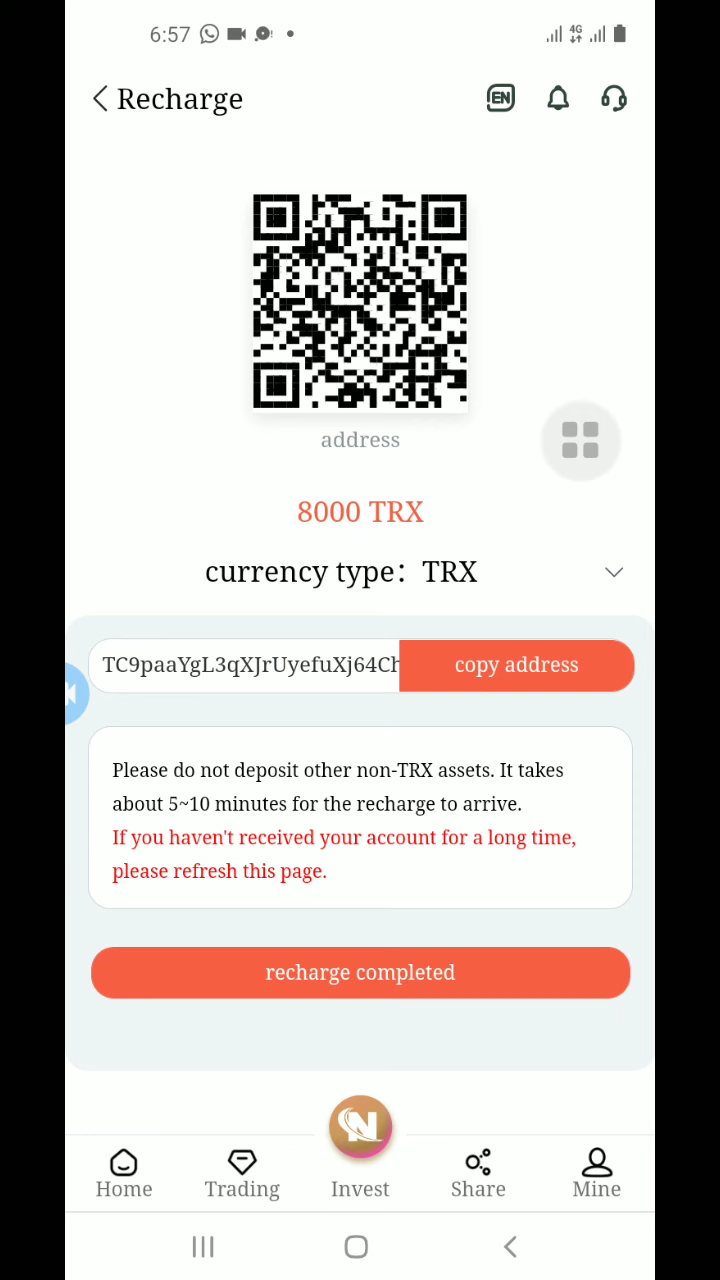 6:57
4G
Recharge
EN
address
8000 TRX
currency type: TRX
TC9paaYgL3qXJrUyefuXj64Ch
copy address
Please do not deposit other non-TRX assets. It takes
about 5~10 minutes for the recharge to arrive.
If you haven't received your account for a long time,
please refresh this page.
recharge completed
N
Home
Trading
Invest
Share
Mine